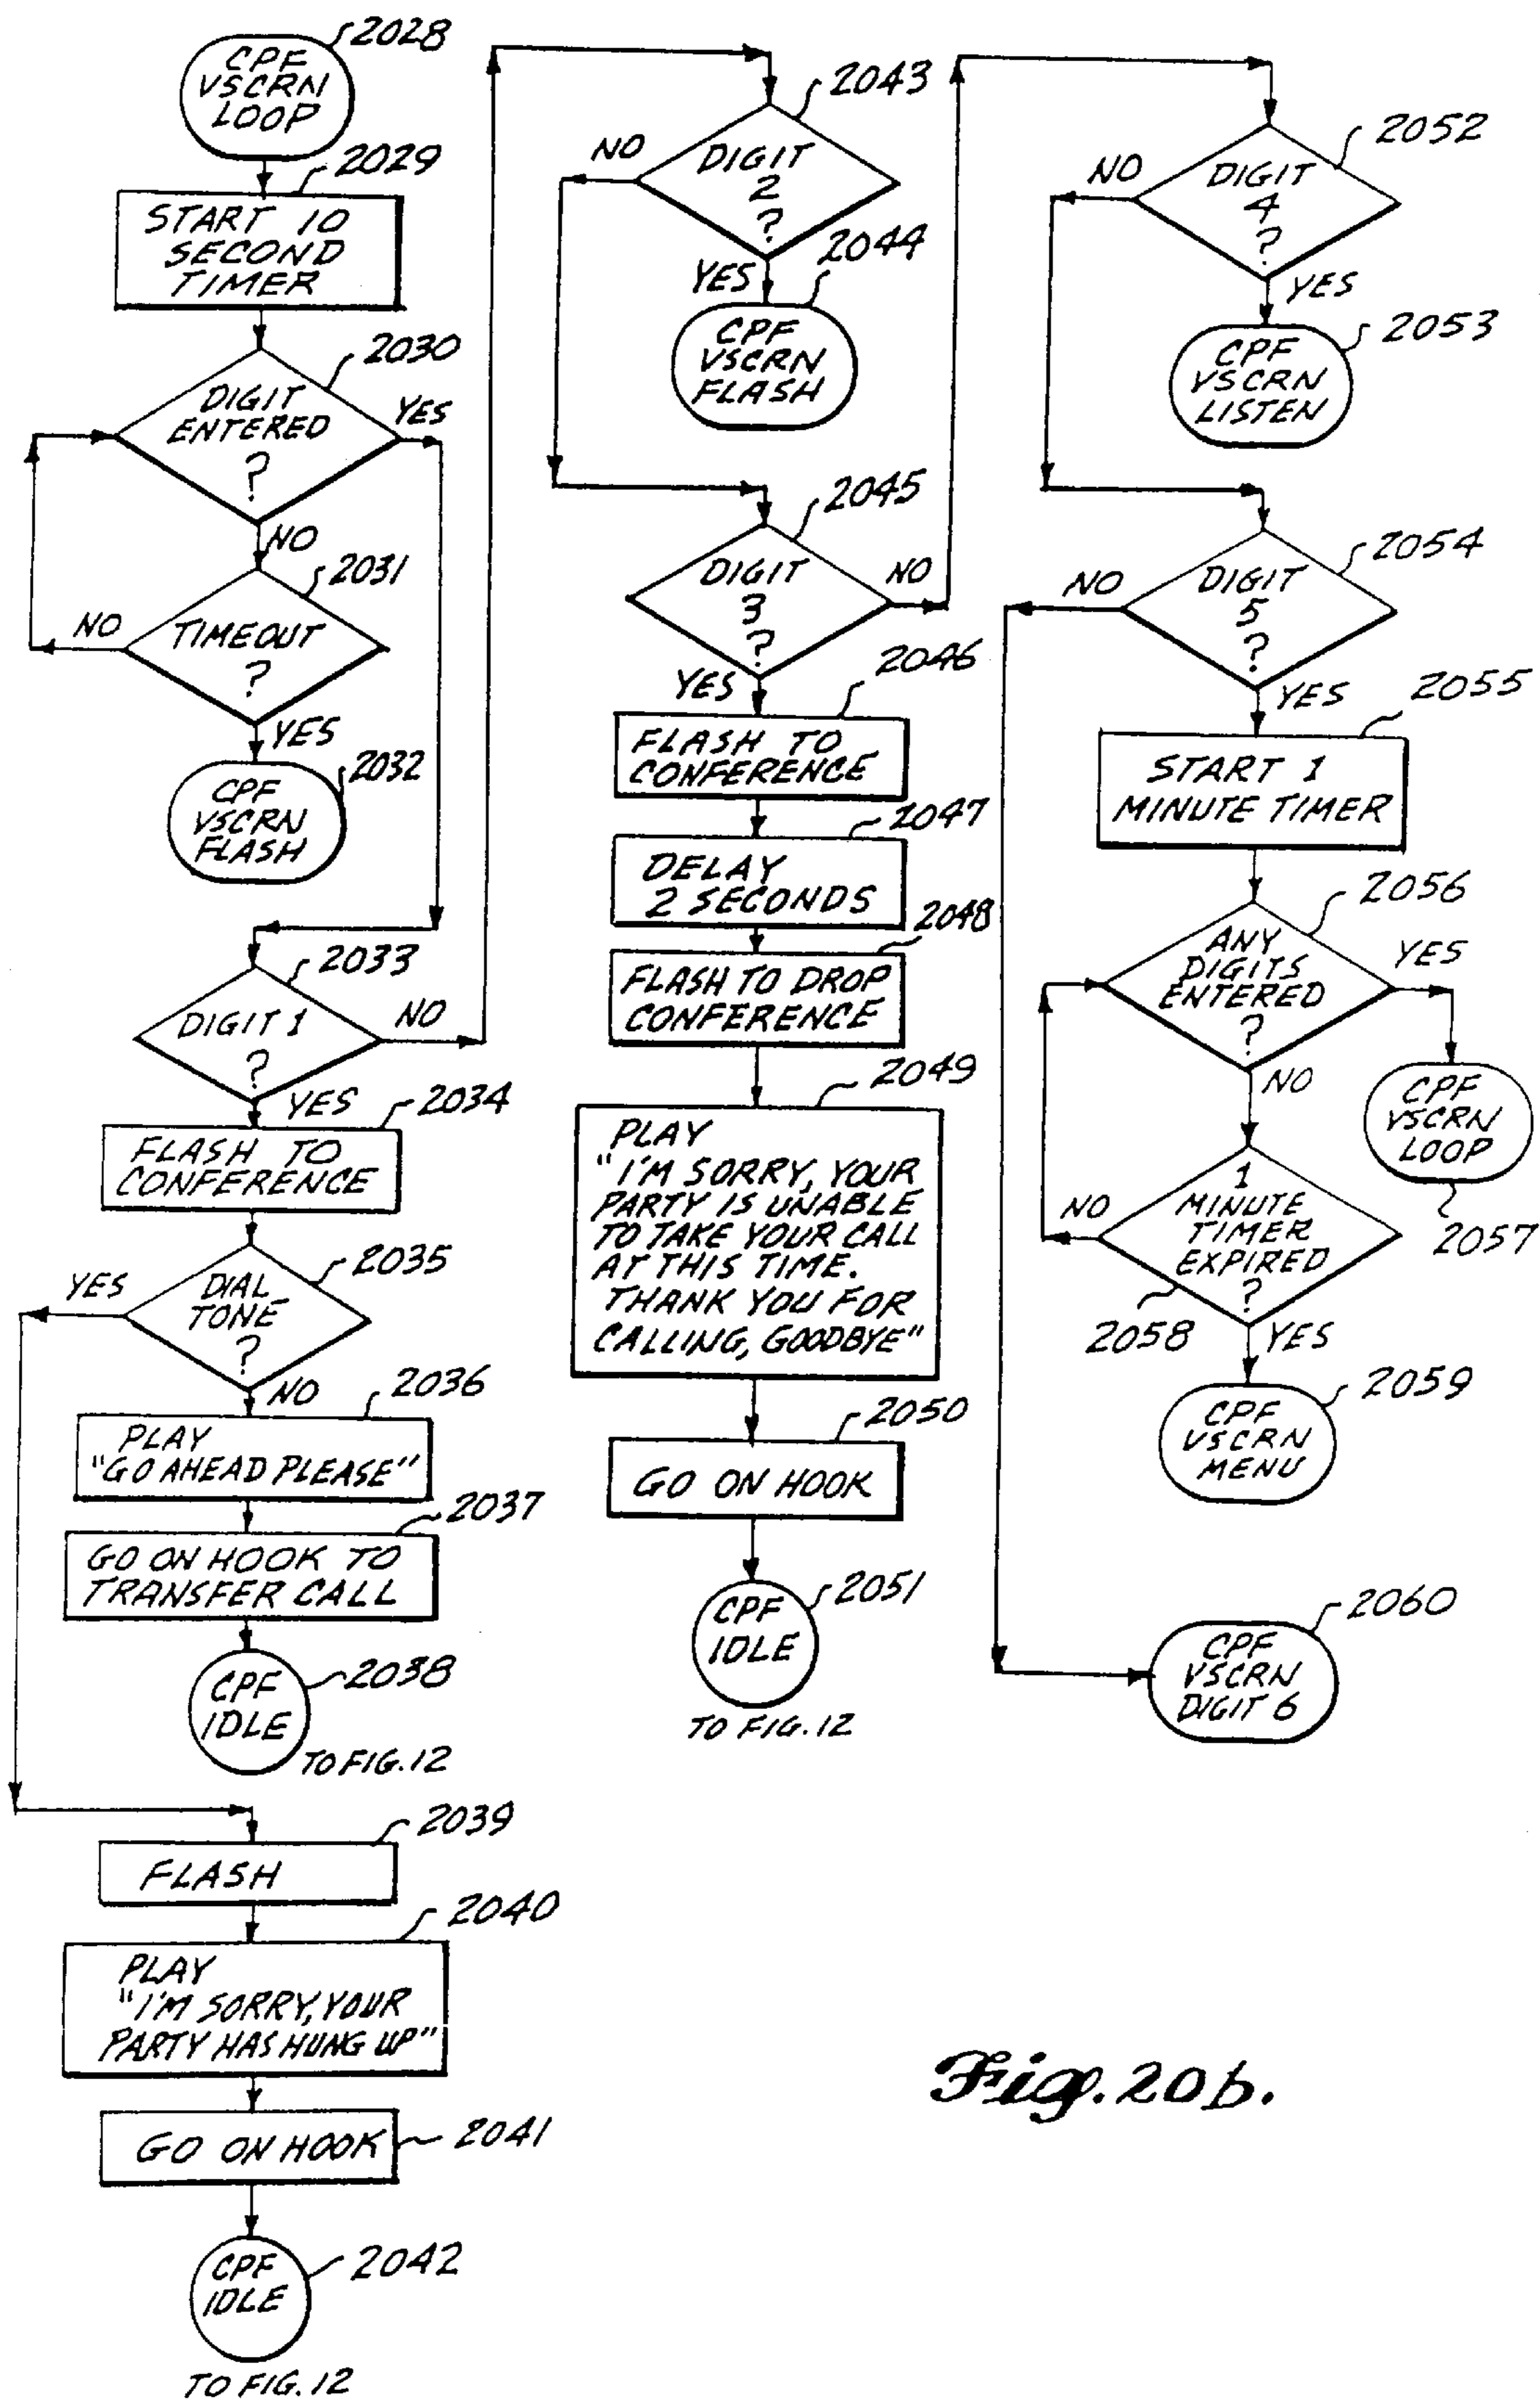 2028
CPF
VSCRN
LOOP
2029
START 10
SECOND
TIMER
2030
DIGIT
ENTERED
?
YES
NO
2031
TIMEOUT
?
NO
YES
2032
CPF
VSCRN
FLASH
2033
DIGIT 1
?
NO
YES
2034
FLASH TO
CONFERENCE
2035
DIAL
TONE
?
YES
NO
2036
PLAY
"GO AHEAD PLEASE"
2037
GO ON HOOK TO
TRANSFER CALL
2038
CPF
IDLE
TO FIG. 12
2039
FLASH
2040
PLAY
"I'M SORRY, YOUR
PARTY HAS HUNG UP"
2041
GO ON HOOK
2042
CPF
IDLE
TO FIG. 12
2043
DIGIT
2
?
NO
YES
2044
CPF
VSCRN
FLASH
2045
DIGIT
3
?
NO
YES
2046
FLASH TO
CONFERENCE
2047
DELAY
2 SECONDS
2048
FLASH TO DROP
CONFERENCE
2049
PLAY
"I'M SORRY, YOUR
PARTY IS UNABLE
TO TAKE YOUR CALL
AT THIS TIME.
THANK YOU FOR
CALLING, GOODBYE"
2050
GO ON HOOK
2051
CPF
IDLE
TO FIG. 12
2052
DIGIT
4
?
NO
YES
2053
CPF
VSCRN
LISTEN
2054
DIGIT
5
?
NO
YES
2055
START 1
MINUTE TIMER
2056
ANY
DIGITS
ENTERED
?
YES
NO
CPF
VSCRN
LOOP
2057
1
MINUTE
TIMER
EXPIRED
?
NO
2058
YES
2059
CPF
VSCRN
MENU
2060
CPF
VSCRN
DIGIT 6
Fig. 20b.